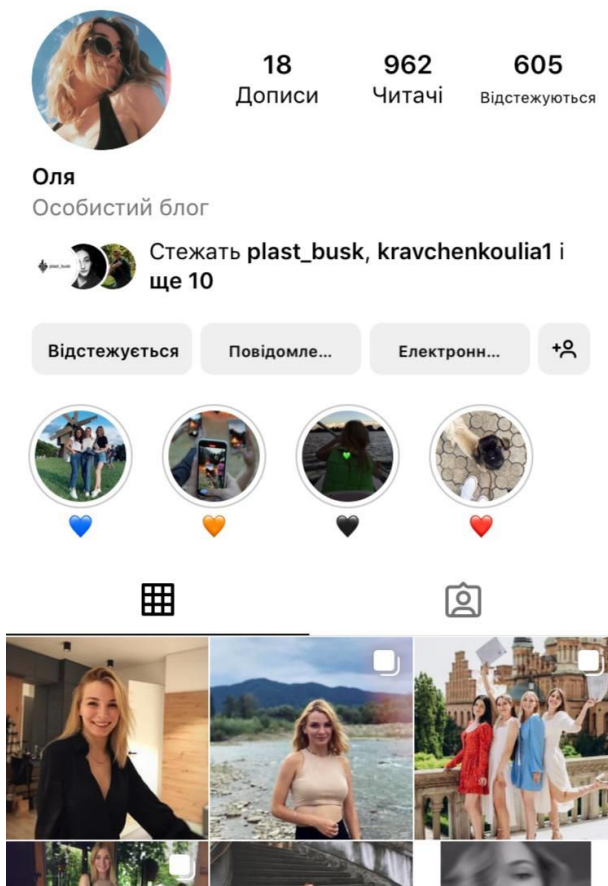 18 962 605
Дописи Читачі Відстежуються
Оля
Особистий блог
Стежать plast_busk, kravchenkoulia1 і
ще 10
Відстежується Повідомле... Електронн...